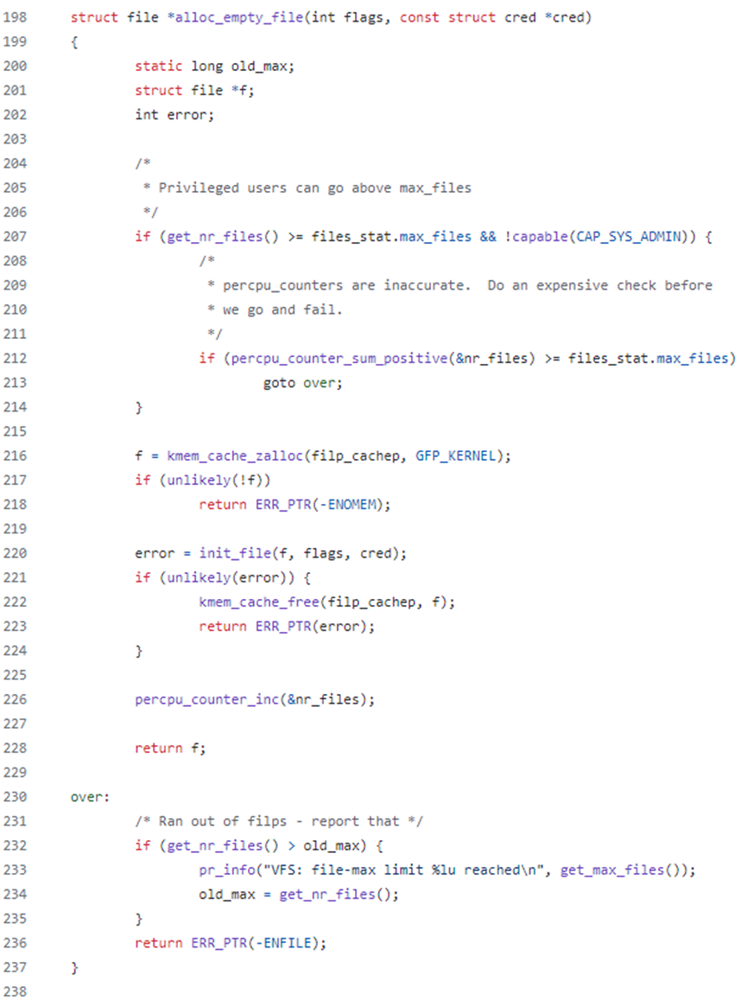 198 struct file *alloc_empty_file(int flags, const struct cred *cred)
199 {
200 static long old_max;
201 struct file *f;
202 int error;
203
204 /*
205 * Privileged users can go above max_files
206 */
207 if (get_nr_files() >= files_stat.max_files && !capable(CAP_SYS_ADMIN)) {
208 /*
209 * percpu_counters are inaccurate.  Do an expensive check before
210 * we go and fail.
211 */
212 if (percpu_counter_sum_positive(&nr_files) >= files_stat.max_files)
213 goto over;
214 }
215
216 f = kmem_cache_zalloc(filp_cachep, GFP_KERNEL);
217 if (unlikely(!f))
218 return ERR_PTR(-ENOMEM);
219
220 error = init_file(f, flags, cred);
221 if (unlikely(error)) {
222 kmem_cache_free(filp_cachep, f);
223 return ERR_PTR(error);
224 }
225
226 percpu_counter_inc(&nr_files);
227
228 return f;
229
230 over:
231 /* Ran out of filps - report that */
232 if (get_nr_files() > old_max) {
233 pr_info("VFS: file-max limit %lu reached\n", get_max_files());
234 old_max = get_nr_files();
235 }
236 return ERR_PTR(-ENFILE);
237 }
238